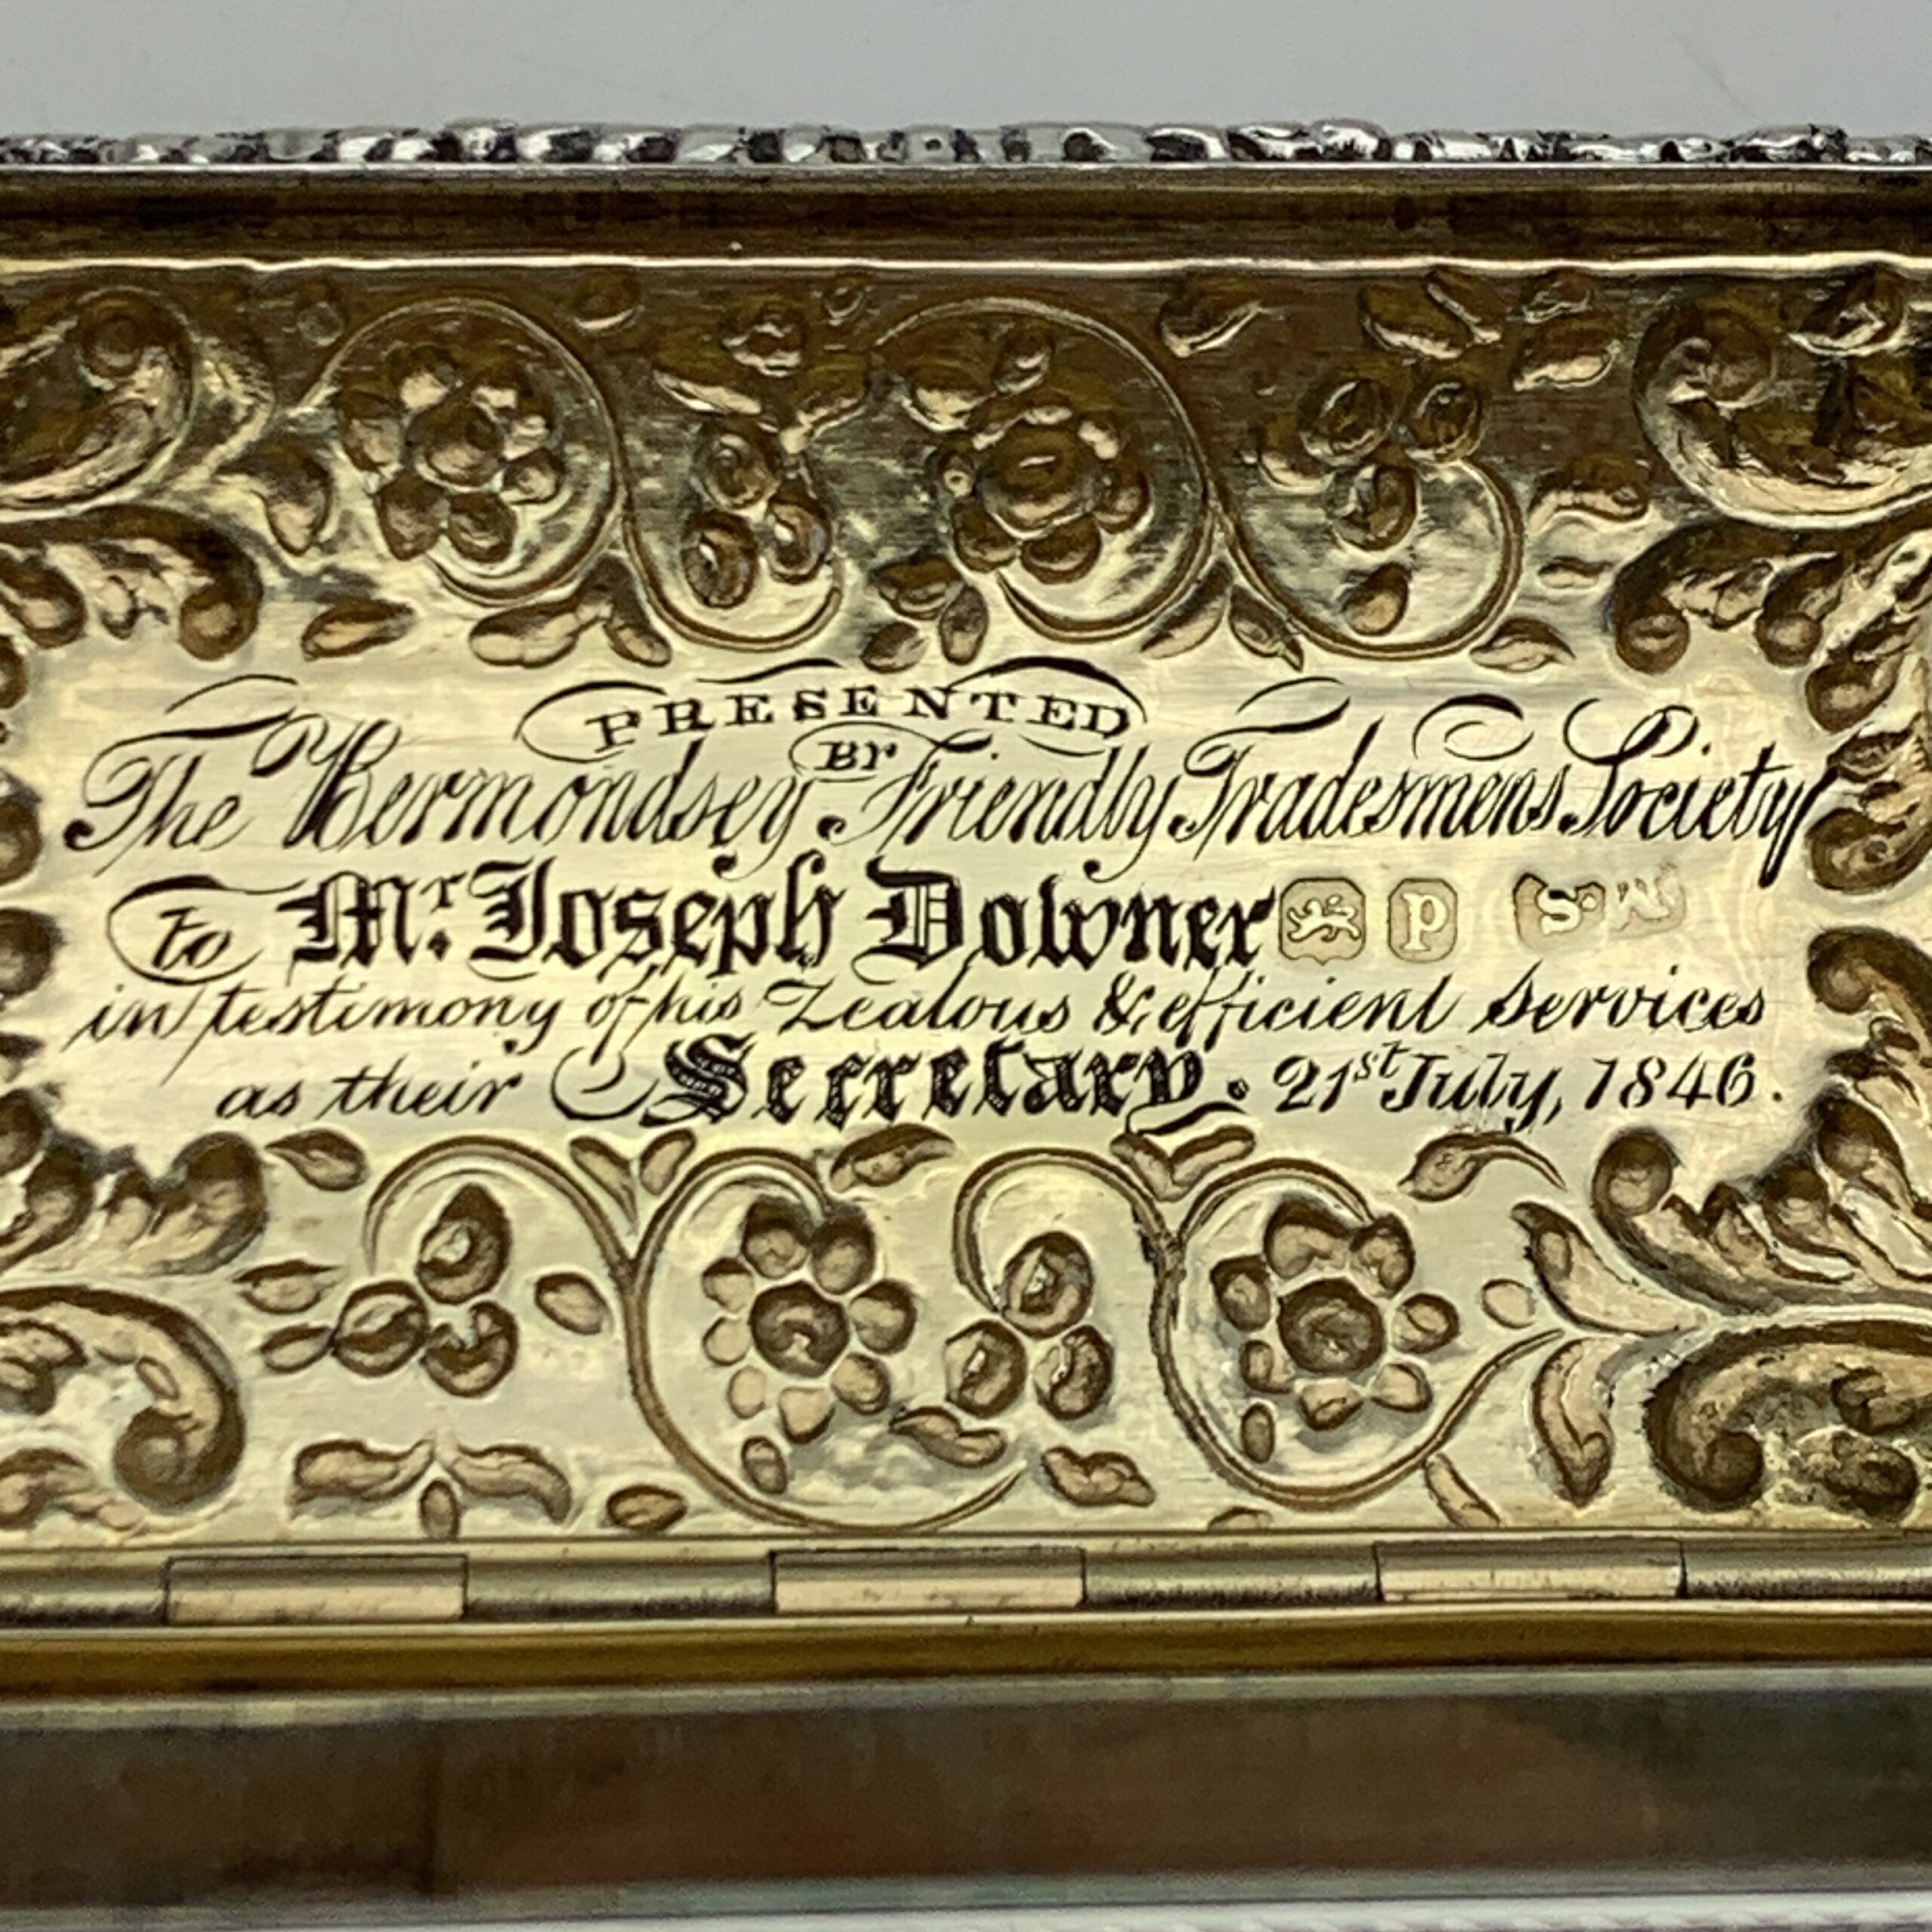 PRESENTED
BY
The Bermondsey Friendly Tradesmens Society
to Mr. Joseph Downer p S·W
in testimony of his Zealous & efficient services
as their Secretary. 21st July, 1846.